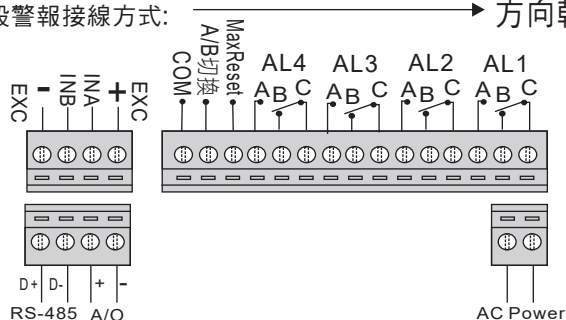 警報接線方式:
方向
EXC - INB INA + EXC
COM A/B切換 MaxReset
AL4 AL3 AL2 AL1
A B C A B C A B C A B C
D+ D- + -
RS-485 A/O
AC Power